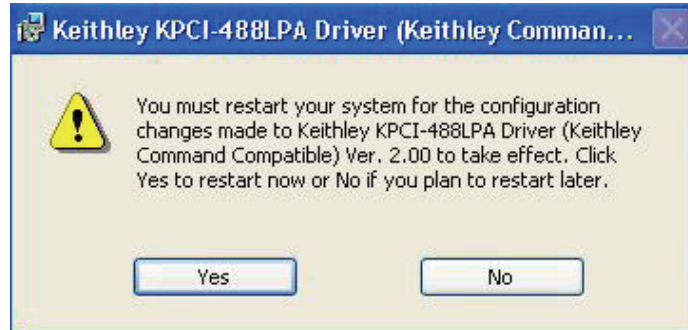 Keithley KPCI-488LPA Driver (Keithley Comman...
You must restart your system for the configuration
changes made to Keithley KPCI-488LPA Driver (Keithley
Command Compatible) Ver. 2.00 to take effect. Click
Yes to restart now or No if you plan to restart later.
Yes
No